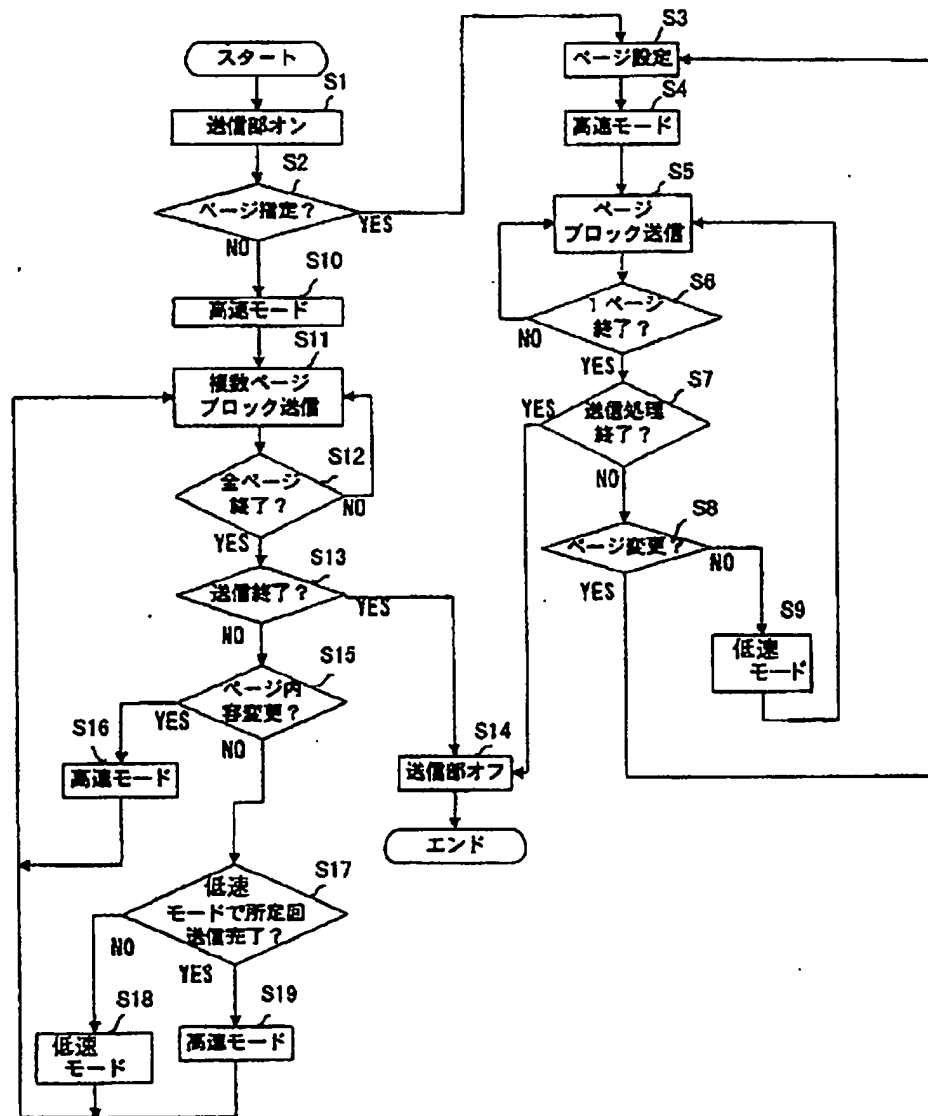 スタート
S1
送信部オン
S2
ページ指定？
YES
NO
S10
高速モード
S11
複数ページ
ブロック送信
S12
全ページ
終了？
NO
YES
S13
送信終了？
YES
NO
S15
ページ内
容変更？
YES
NO
S16
高速モード
S17
低速
モードで所定回
送信完了？
NO
YES
S18
低速
モード
S19
高速モード
S3
ページ設定
S4
高速モード
S5
ページ
ブロック送信
S6
1 ページ
終了？
NO
YES
S7
送信処理
終了？
YES
NO
S8
ページ変更？
NO
YES
S9
低速
モード
S14
送信部オフ
エンド